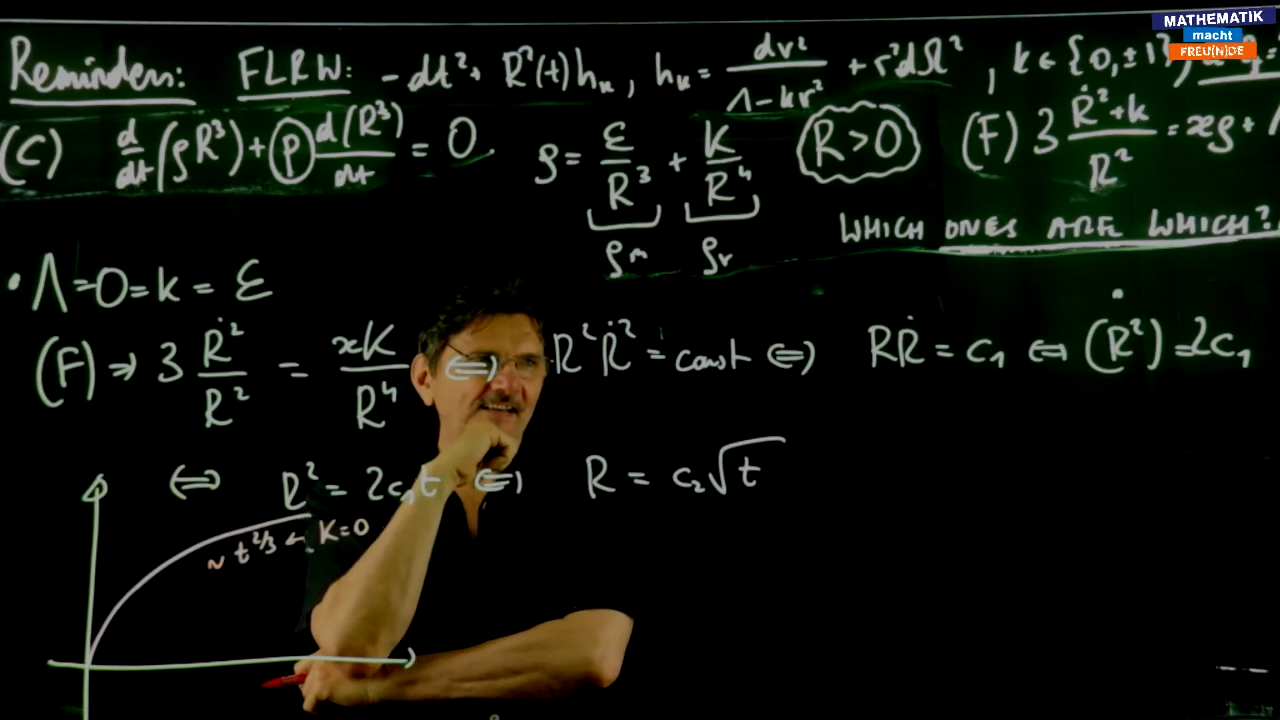 MATHEMATIK
macht
FREU(N)DE
Reminders: FLRW: -dt² + R²(t)hₖ, hₖ = dr²/(1-kr²) + r²dΩ², k ∈ {0, ±1},
(C) d/dt(ρR³) + p d(R³)/dt = 0 ρ = ε/R³ + K/R⁴ R>0 (F) 3 (Ṙ²+k)/R² = ϰρ + Λ
ρm ρr WHICH ONES ARE WHICH?
• Λ=0=k=ε
(F) ⇒ 3 Ṙ²/R² = ϰK/R⁴ ⇔ R²Ṙ² = const ⇔ RṘ = c₁ ⇔ (R²)˙ = 2c₁
⇔ R² = 2c₁t ⇔ R = c₂√t
~ t^2/3 ← K=0